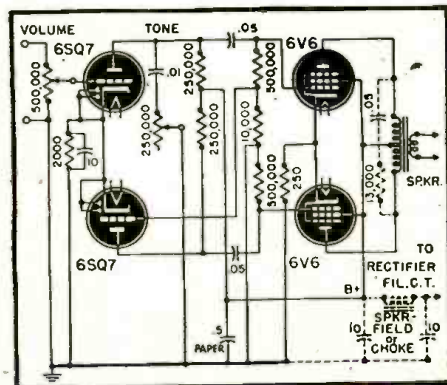 VOLUME
6SQ7
TONE
.05
6V6
500,000
.01
250,000
500,000
.05
2000
10
250,000
250,000
10,000
500,000
250
13,000
SPKR.
6SQ7
.05
6V6
TO
RECTIFIER
FIL.C.T.
B+
.5
PAPER
10
SPKR-
FIELD
or
CHOKE
10